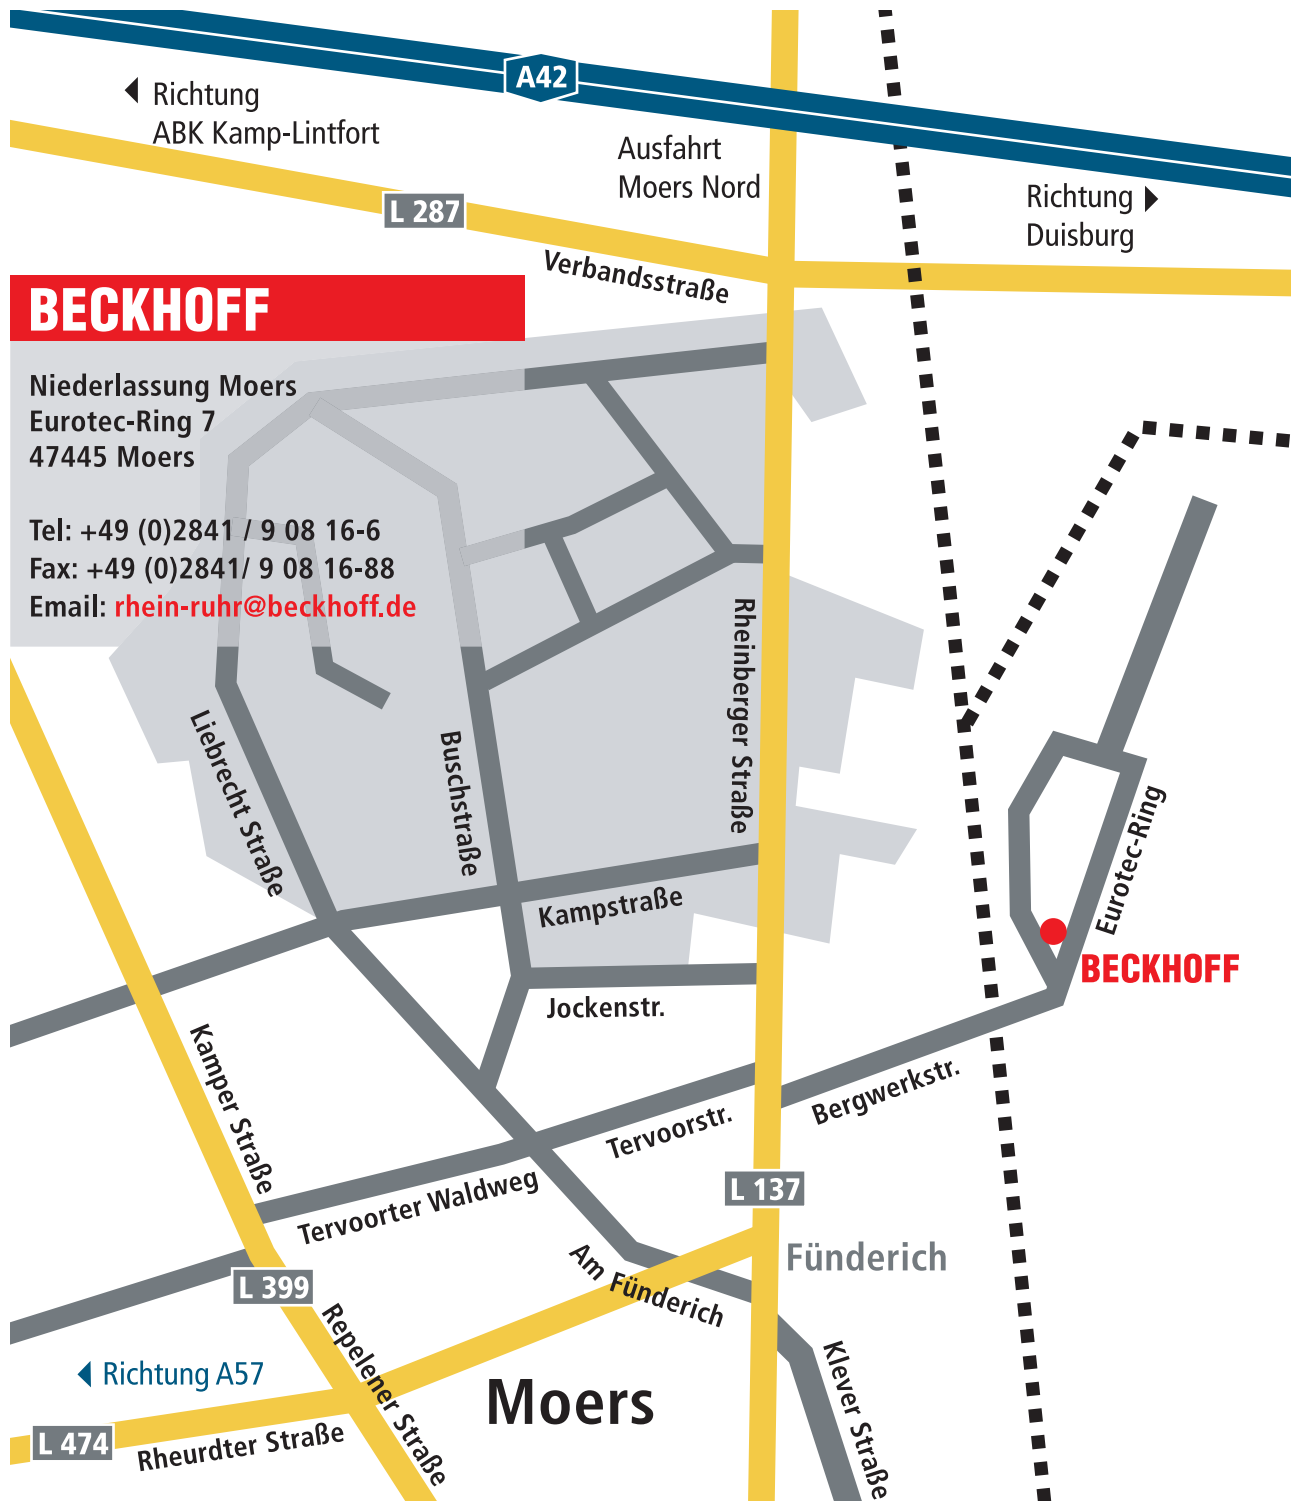 A42
Richtung
ABK Kamp-Lintfort
Ausfahrt
Moers Nord
Richtung
Duisburg
L 287
Verbandsstraße
BECKHOFF
Niederlassung Moers
Eurotec-Ring 7
47445 Moers
Tel: +49 (0)2841 / 9 08 16-6
Fax: +49 (0)2841/ 9 08 16-88
Email: rhein-ruhr@beckhoff.de
Rheinberger Straße
Liebrecht Straße
Buschstraße
Eurotec-Ring
Kampstraße
BECKHOFF
Jockenstr.
Kamper Straße
Bergwerkstr.
Tervoorstr.
Tervoorter Waldweg
L 137
Fünderich
Am Fünderich
L 399
Repelener Straße
Klever Straße
Richtung A57
Moers
L 474
Rheurdter Straße